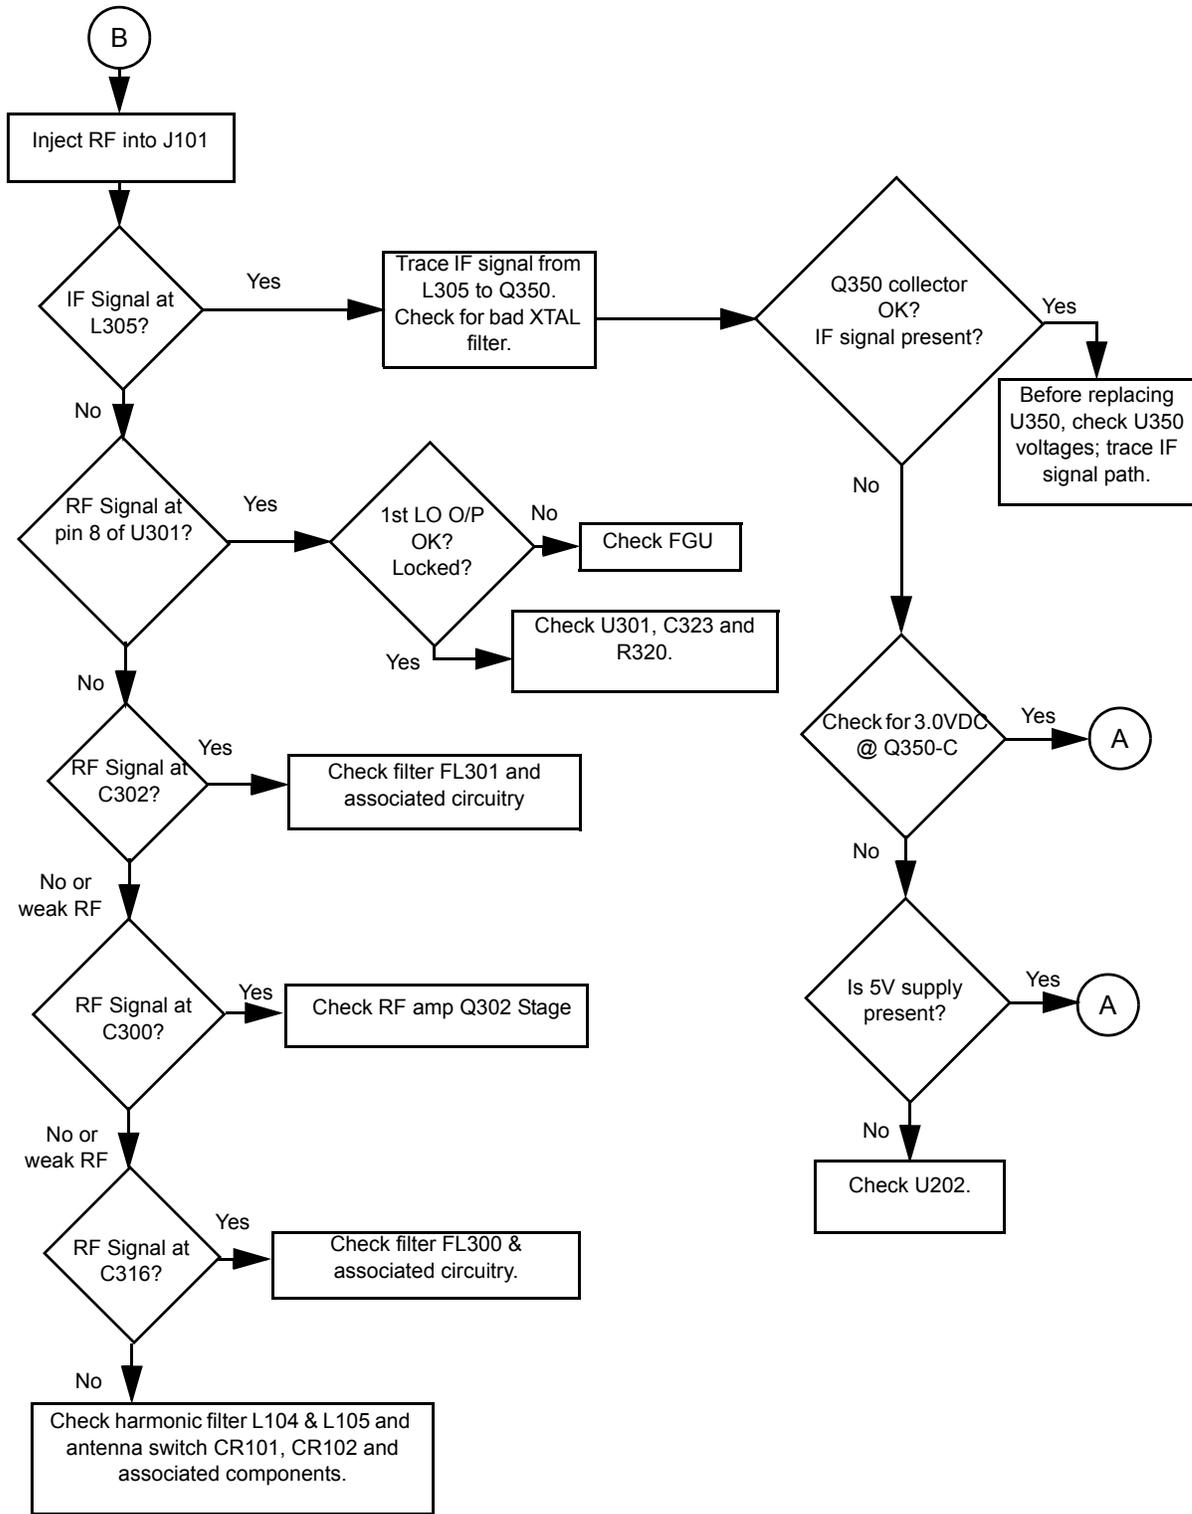 B
Inject RF into J101
IF Signal at
L305?
Yes
Trace IF signal from
L305 to Q350.
Check for bad XTAL
filter.
Q350 collector
OK?
IF signal present?
Yes
Before replacing
U350, check U350
voltages; trace IF
signal path.
No
No
RF Signal at
pin 8 of U301?
Yes
1st LO O/P
OK?
Locked?
No
Check FGU
Yes
Check U301, C323 and
R320.
No
RF Signal at
C302?
Yes
Check filter FL301 and
associated circuitry
Check for 3.0VDC
@ Q350-C
Yes
A
No
No or
weak RF
RF Signal at
C300?
Yes
Check RF amp Q302 Stage
Is 5V supply
present?
Yes
A
No
Check U202.
No or
weak RF
RF Signal at
C316?
Yes
Check filter FL300 &
associated circuitry.
No
Check harmonic filter L104 & L105 and
antenna switch CR101, CR102 and
associated components.